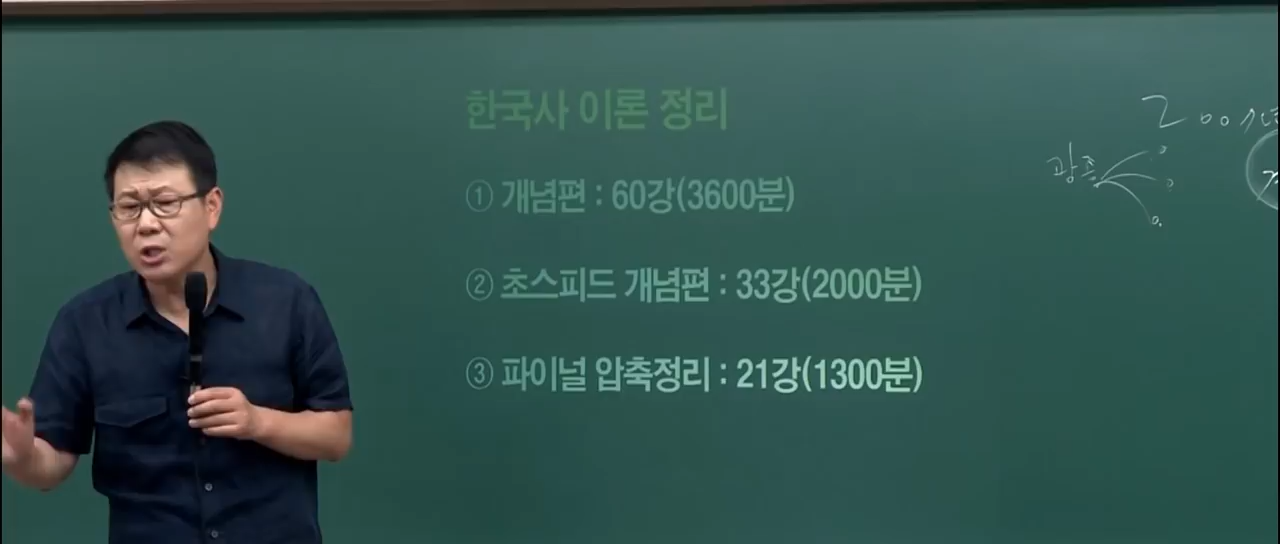 한국사 이론 정리
① 개념편 : 60강(3600분)
② 초스피드 개념편 : 33강(2000분)
③ 파이널 압축정리 : 21강(1300분)
광종